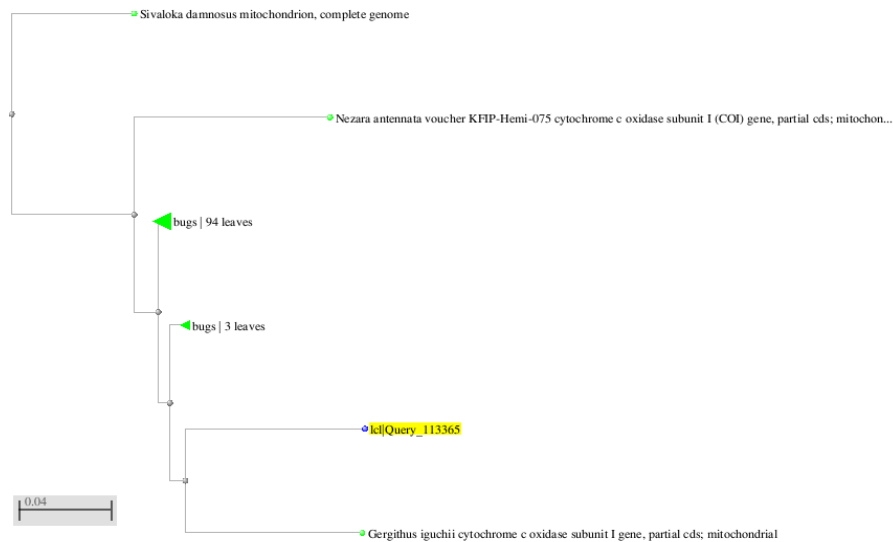 Sivaloka damnosus mitochondrion, complete genome
Nezara antennata voucher KFIP-Hemi-075 cytochrome c oxidase subunit I (COI) gene, partial cds; mitochon...
bugs | 94 leaves
bugs | 3 leaves
lcl|Query_113365
0.04
Gergithus iguchii cytochrome c oxidase subunit I gene, partial cds; mitochondrial